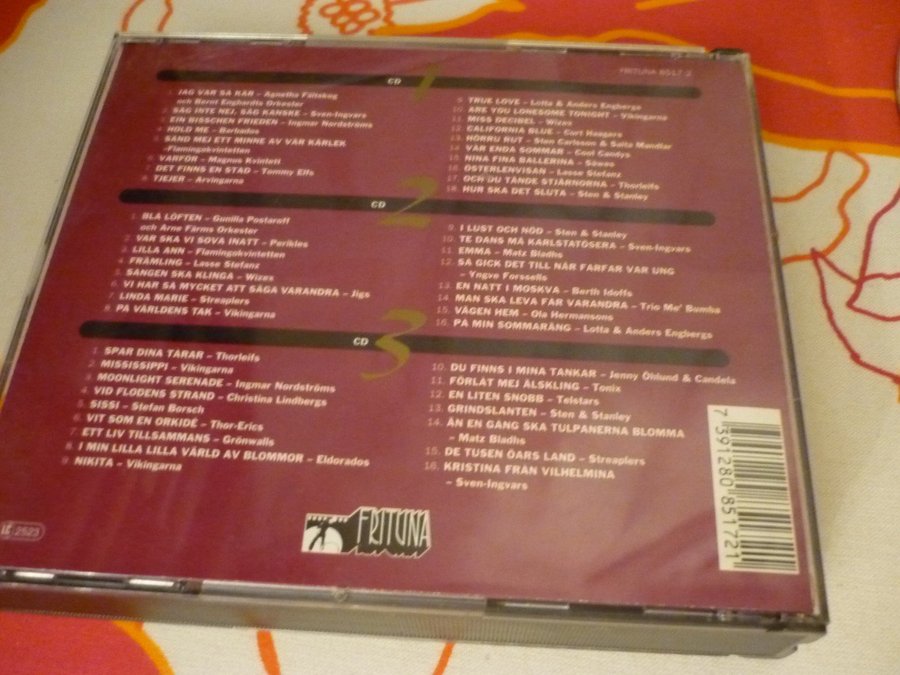 FRITUNA 8517 2
CD 1
1. JAG VAR SÅ KÄR – Agnetha Fältskog
och Bernt Enghardts Orkester
2. SÄG INTE NEJ, SÄG KANSKE – Sven-Ingvars
3. EIN BISSCHEN FRIEDEN – Ingmar Nordströms
4. HOLD ME – Barbados
5. SÄND MEJ ETT MINNE AV VÅR KÄRLEK
– Flamingokvintetten
6. VARFÖR – Magnus Kvintett
7. DET FINNS EN STAD – Tommy Elfs
8. TJEJER – Arvingarna
9. TRUE LOVE – Lotta & Anders Engbergs
10. ARE YOU LONESOME TONIGHT – Vikingarna
11. MISS DECIBEL – Wizex
12. CALIFORNIA BLUE – Curt Haagers
13. HÖRRU RUT – Sten Carlsson & Salta Mandlar
14. VAR ENDA SOMMAR – Cool Candys
15. NINA FINA BALLERINA – Säwes
16. ÖSTERLENVISAN – Lasse Stefanz
17. OCH DU TÄNDE STJÄRNORNA – Thorleifs
18. HUR SKA DET SLUTA – Sten & Stanley
CD 2
1. BLÅ LÖFTEN – Gunilla Postaroff
och Arne Färms Orkester
2. VAR SKA VI SOVA INATT – Perikles
3. LILLA ANN – Flamingokvintetten
4. FRÄMLING – Lasse Stefanz
5. SÅNGEN SKA KLINGA – Wizex
6. VI HAR SÅ MYCKET ATT SÄGA VARANDRA – Jigs
7. LINDA MARIE – Streaplers
8. PÅ VÄRLDENS TAK – Vikingarna
9. I LUST OCH NÖD – Sten & Stanley
10. TE DANS MÄ KARLSTATÖSERA – Sven-Ingvars
11. EMMA – Matz Bladhs
12. SÅ GICK DET TILL NÄR FARFAR VAR UNG
– Yngve Forssells
13. EN NATT I MOSKVA – Berth Idoffs
14. MAN SKA LEVA FÄR VARANDRA – Trio Me' Bumba
15. VÄGEN HEM – Ola Hermansons
16. PÅ MIN SOMMARÄNG – Lotta & Anders Engbergs
CD 3
1. SPAR DINA TÅRAR – Thorleifs
2. MISSISSIPPI – Vikingarna
3. MOONLIGHT SERENADE – Ingmar Nordströms
4. VID FLODENS STRAND – Christina Lindbergs
5. SISSI – Stefan Borsch
6. VIT SOM EN ORKIDÉ – Thor-Erics
7. ETT LIV TILLSAMMANS – Grönwalls
8. I MIN LILLA LILLA VÄRLD AV BLOMMOR – Eldorados
9. NIKITA – Vikingarna
10. DU FINNS I MINA TANKAR – Jenny Öhlund & Candela
11. FÖRLÅT MEJ ÄLSKLING – Tonix
12. EN LITEN SNOBB – Telstars
13. GRINDSLANTEN – Sten & Stanley
14. ÄN EN GÅNG SKA TULPANERNA BLOMMA
– Matz Bladhs
15. DE TUSEN ÖARS LAND – Streaplers
16. KRISTINA FRÅN VILHELMINA
– Sven-Ingvars
7 391280 851721
FRITUNA
2523